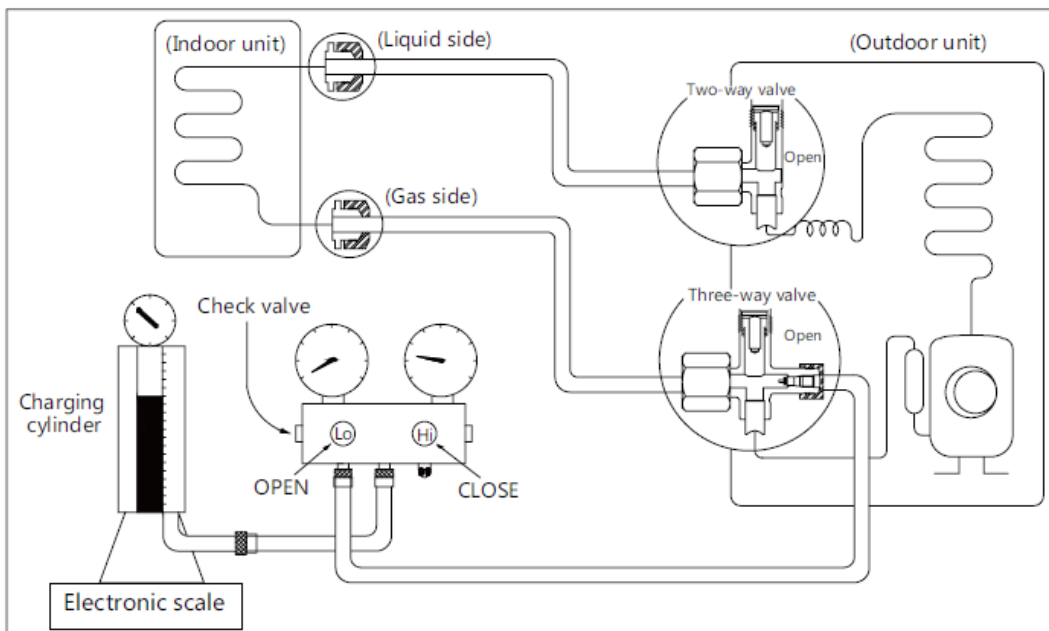 (Indoor unit)
(Liquid side)
(Outdoor unit)
Two-way valve
Open
(Gas side)
Three-way valve
Open
Check valve
Charging
cylinder
Lo
Hi
OPEN
CLOSE
Electronic scale